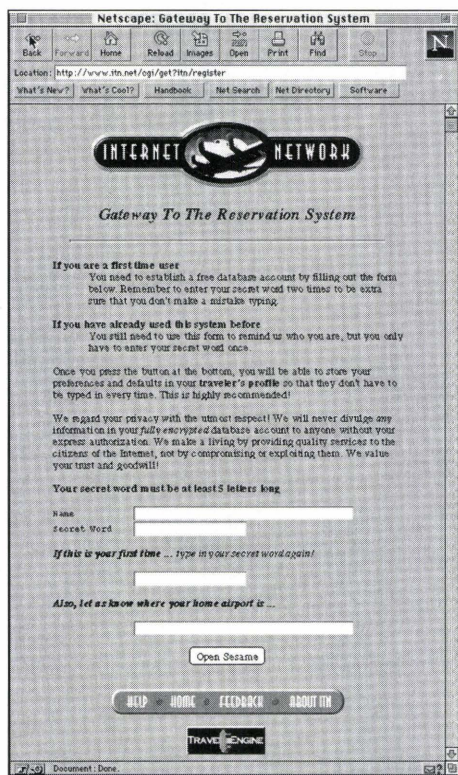 Netscape: Gateway To The Reservation System
Back Forward Home Reload Images Open Print Find Stop
N
Location: http://www.itn.net/cgi/get?itn/register
What's New? What's Cool? Handbook Net Search Net Directory Software
INTERNET NETWORK
Gateway To The Reservation System
If you are a first time user
You need to establish a free database account by filling out the form
below. Remember to enter your secret word two times to be extra
sure that you don't make a mistake typing.
If you have already used this system before
You still need to use this form to remind us who you are, but you only
have to enter your secret word once.
Once you press the button at the bottom, you will be able to store your
preferences and defaults in your traveler's profile so that they don't have to
be typed in every time. This is highly recommended!
We regard your privacy with the utmost respect! We will never divulge any
information in your fully encrypted database account to anyone without your
express authorization. We make a living by providing quality services to the
citizens of the Internet, not by compromising or exploiting them. We value
your trust and goodwill!
Your secret word must be at least 5 letters long
Name
Secret Word
If this is your first time ... type in your secret word again!
Also, let us know where your home airport is ...
Open Sesame
HELP HOME FEEDBACK ABOUT ITN
TRAVEL ENGINE
Document: Done.